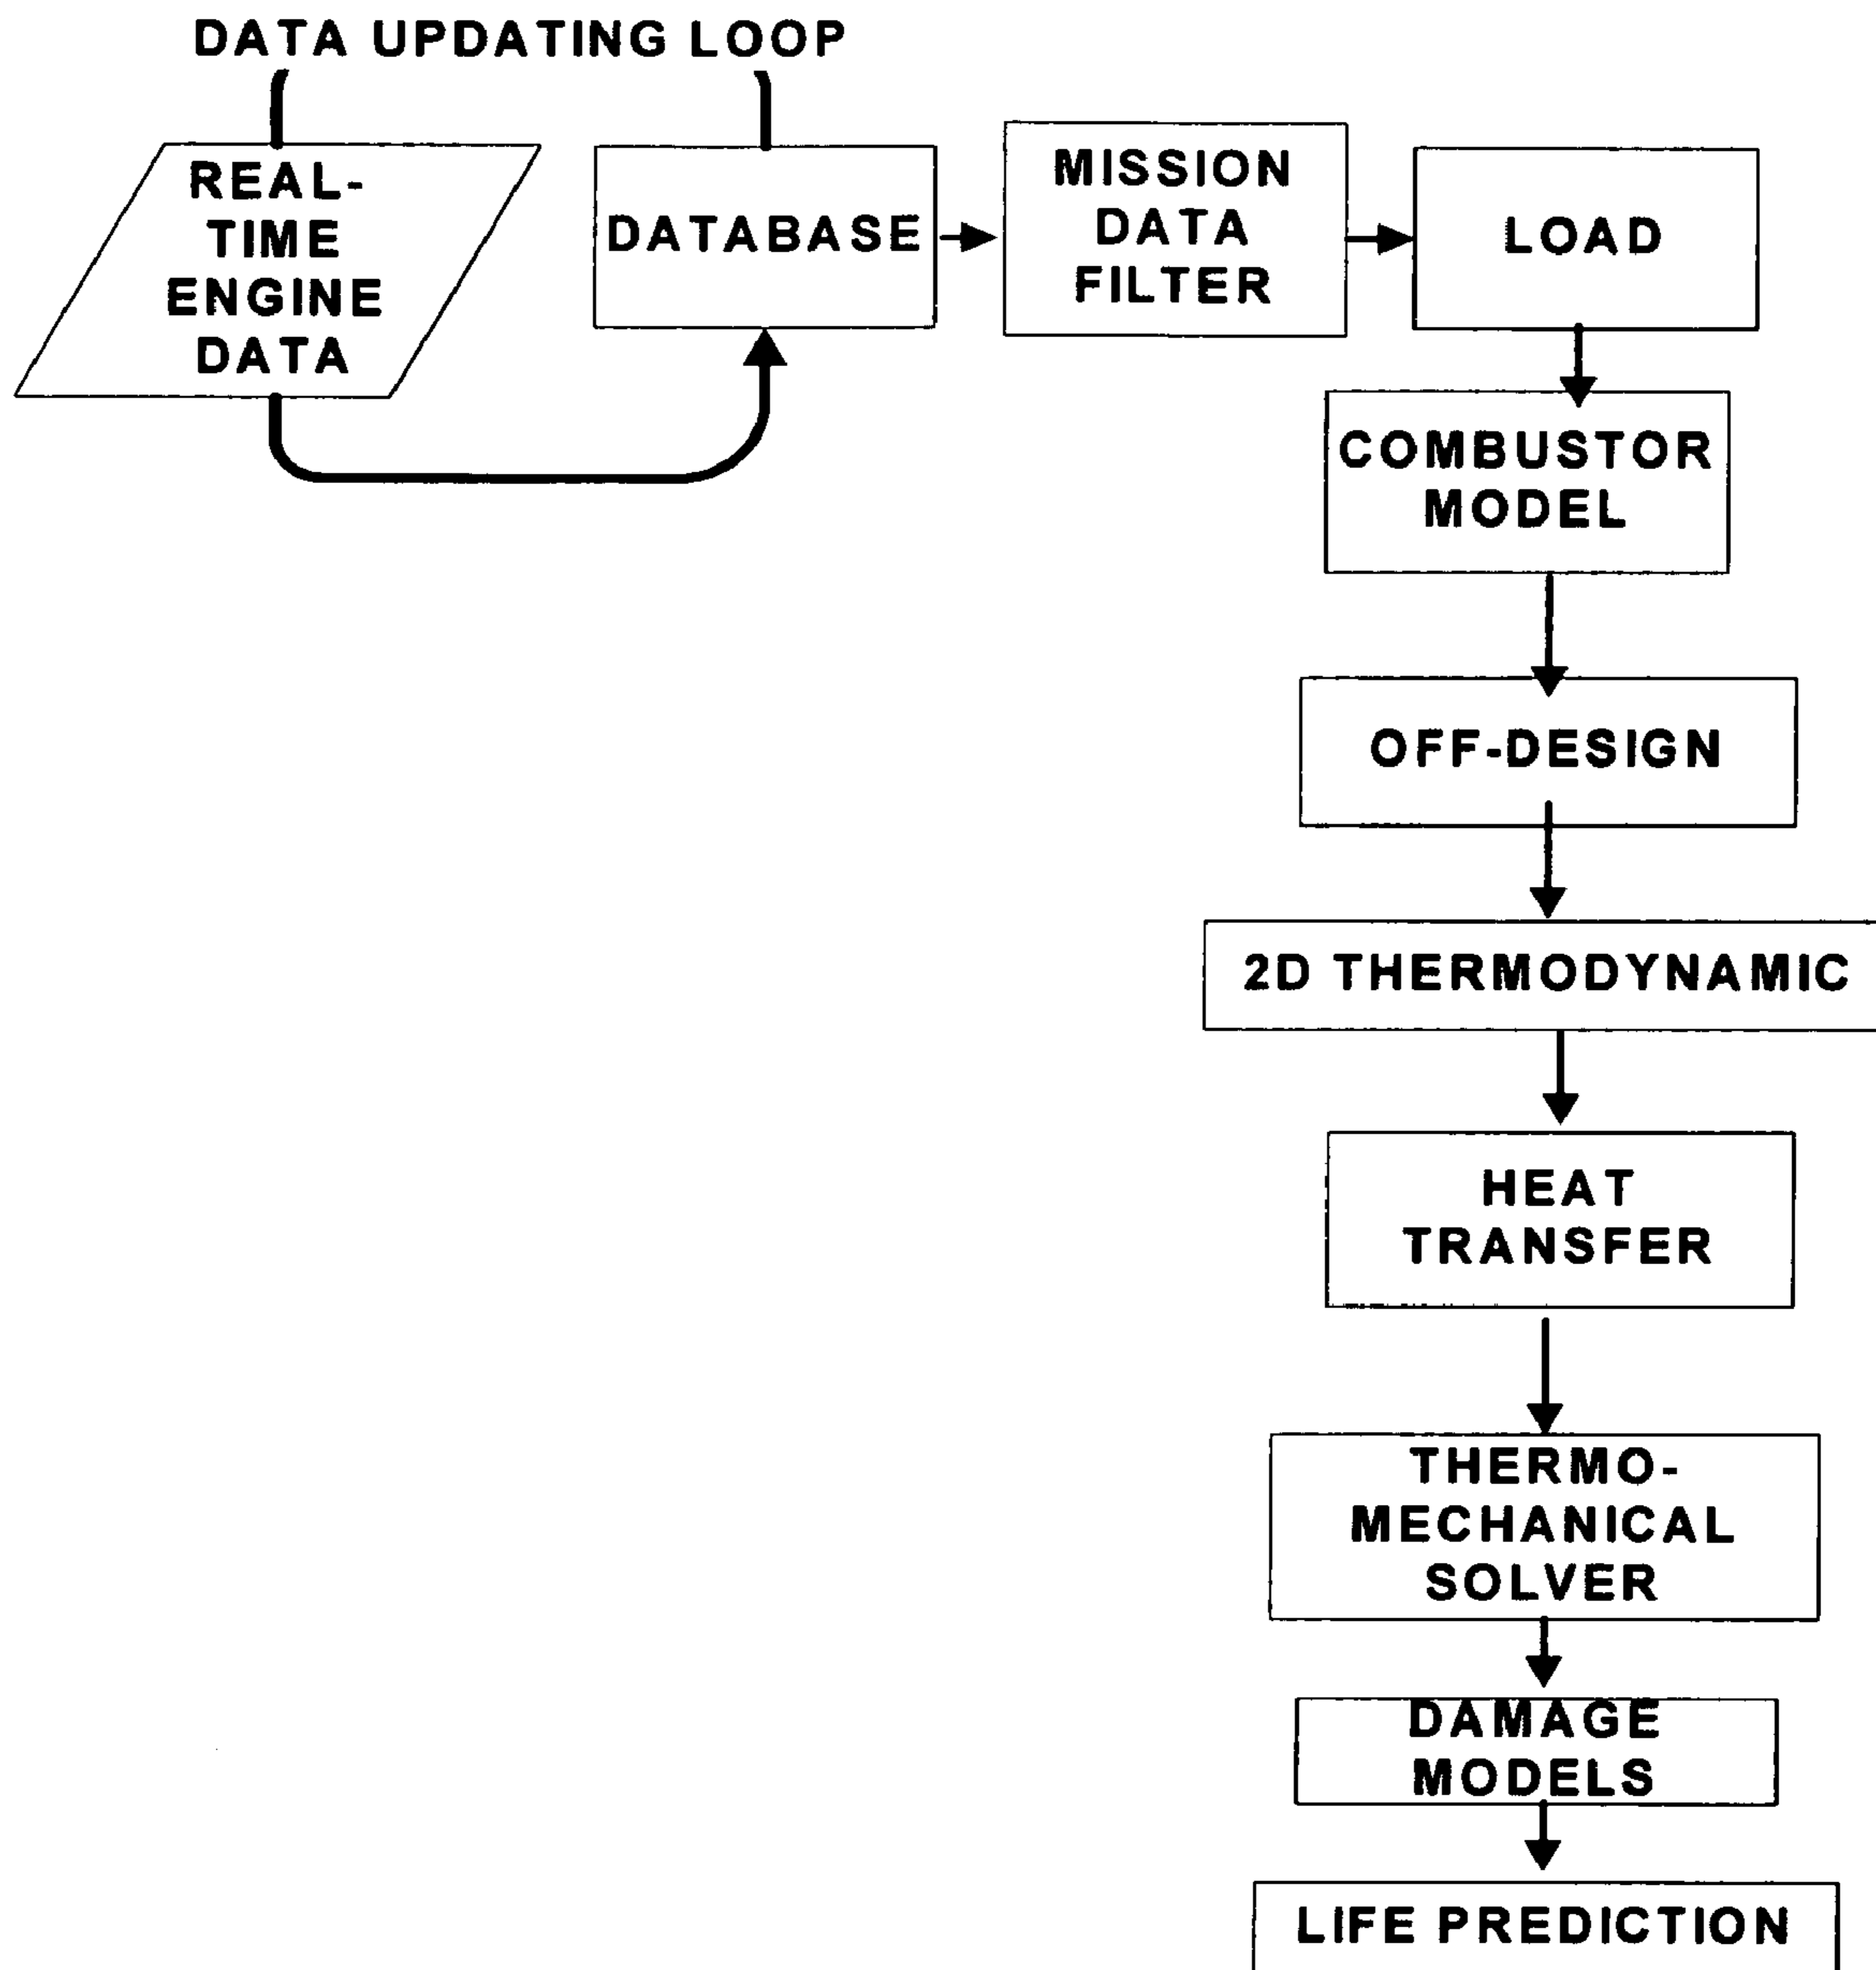 DATA UPDATING LOOP
REAL-
TIME
ENGINE
DATA
DATABASE
MISSION
DATA
FILTER
LOAD
COMBUSTOR
MODEL
OFF-DESIGN
2D THERMODYNAMIC
HEAT
TRANSFER
THERMO-
MECHANICAL
SOLVER
DAMAGE
MODELS
LIFE PREDICTION